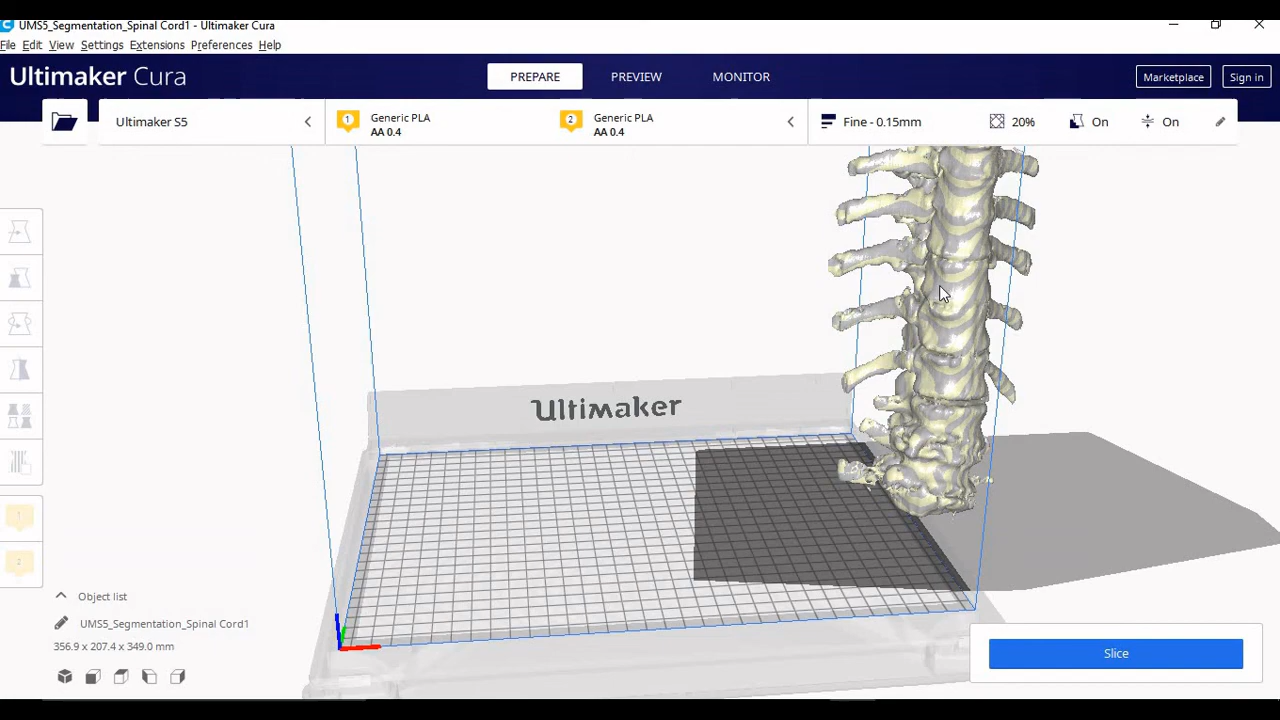 UMS5_Segmentation_Spinal Cord1 - Ultimaker Cura
File Edit View Settings Extensions Preferences Help
Ultimaker Cura
PREPARE PREVIEW MONITOR
Marketplace Sign in
Ultimaker S5
1 Generic PLA
AA 0.4
2 Generic PLA
AA 0.4
Fine - 0.15mm 20% On On
Ultimaker
1
2
Object list
UMS5_Segmentation_Spinal Cord1
356.9 x 207.4 x 349.0 mm
Slice